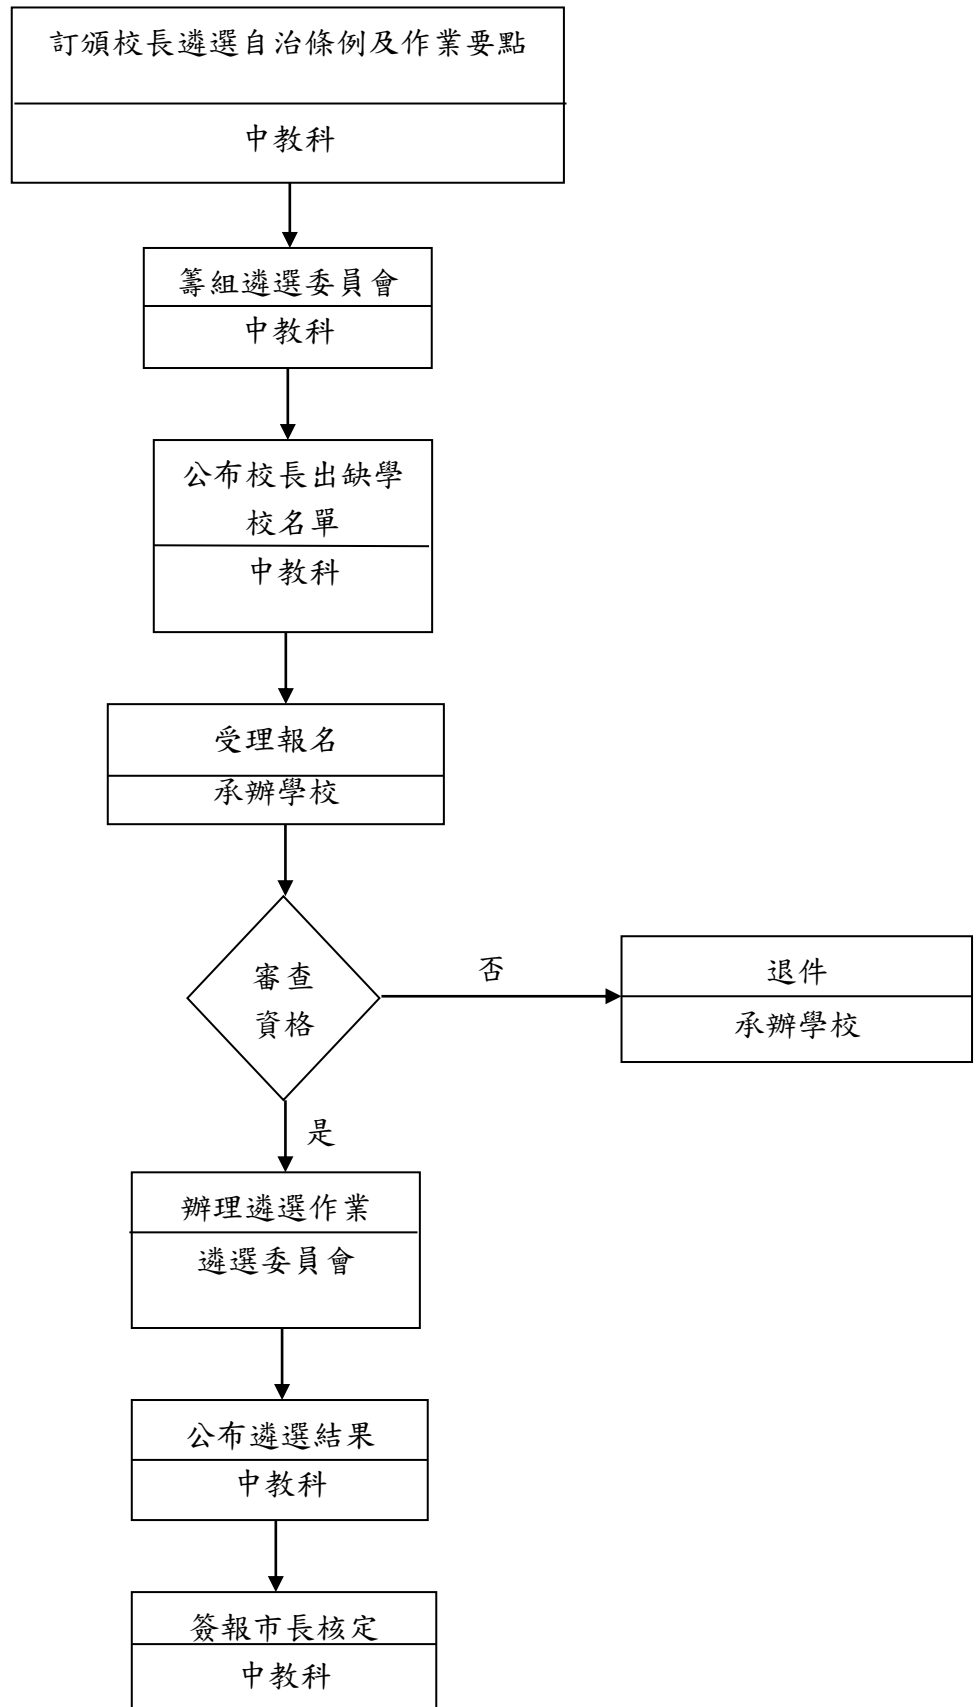 訂頒校長遴選自治條例及作業要點
中教科
籌組遴選委員會
中教科
公布校長出缺學
校名單
中教科
受理報名
承辦學校
審查
資格
否
退件
承辦學校
是
辦理遴選作業
遴選委員會
公布遴選結果
中教科
簽報市長核定
中教科